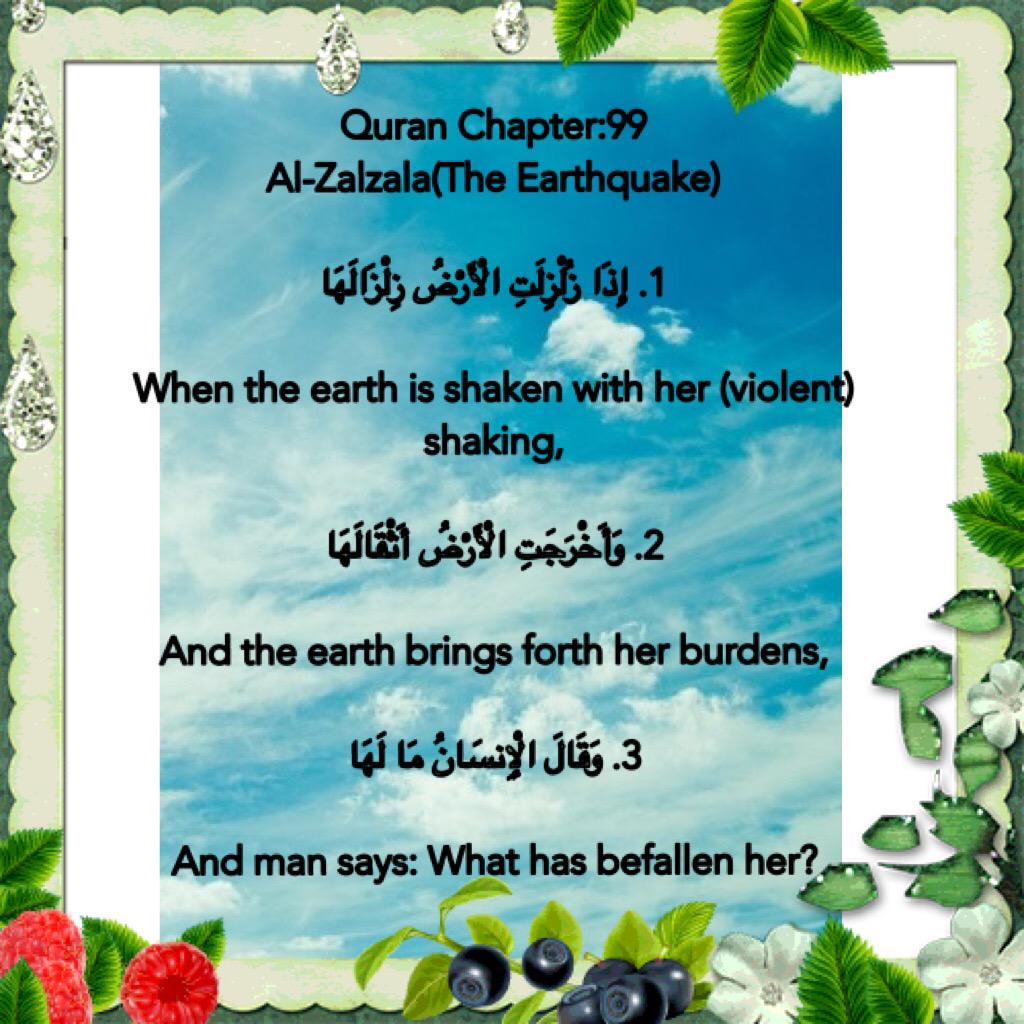 Quran Chapter:99
Al-Zalzala(The Earthquake)
1. إِذَا زُلْزِلَتِ الْأَرْضُ زِلْزَالَهَا
When the earth is shaken with her (violent)
shaking,
2. وَأَخْرَجَتِ الْأَرْضُ أَثْقَالَهَا
And the earth brings forth her burdens,
3. وَقَالَ الْإِنسَانُ مَا لَهَا
And man says: What has befallen her?